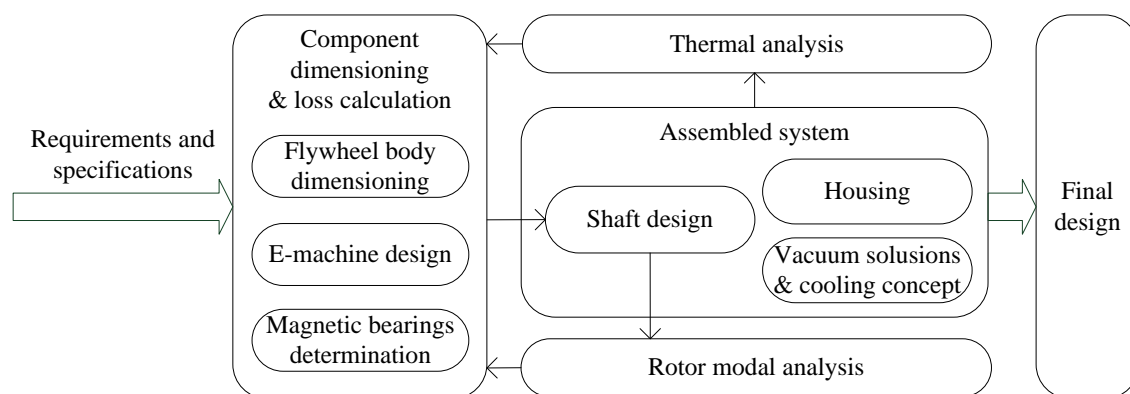 Requirements and
specifications
Component
dimensioning
& loss calculation
Flywheel body
dimensioning
E-machine design
Magnetic bearings
determination
Thermal analysis
Assembled system
Shaft design
Housing
Vacuum solusions
& cooling concept
Rotor modal analysis
Final
design